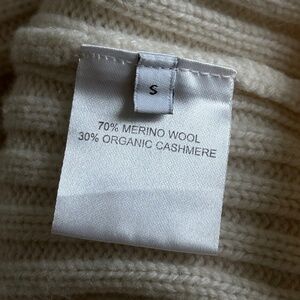 S
70% MERINO WOOL
30% ORGANIC CASHMERE